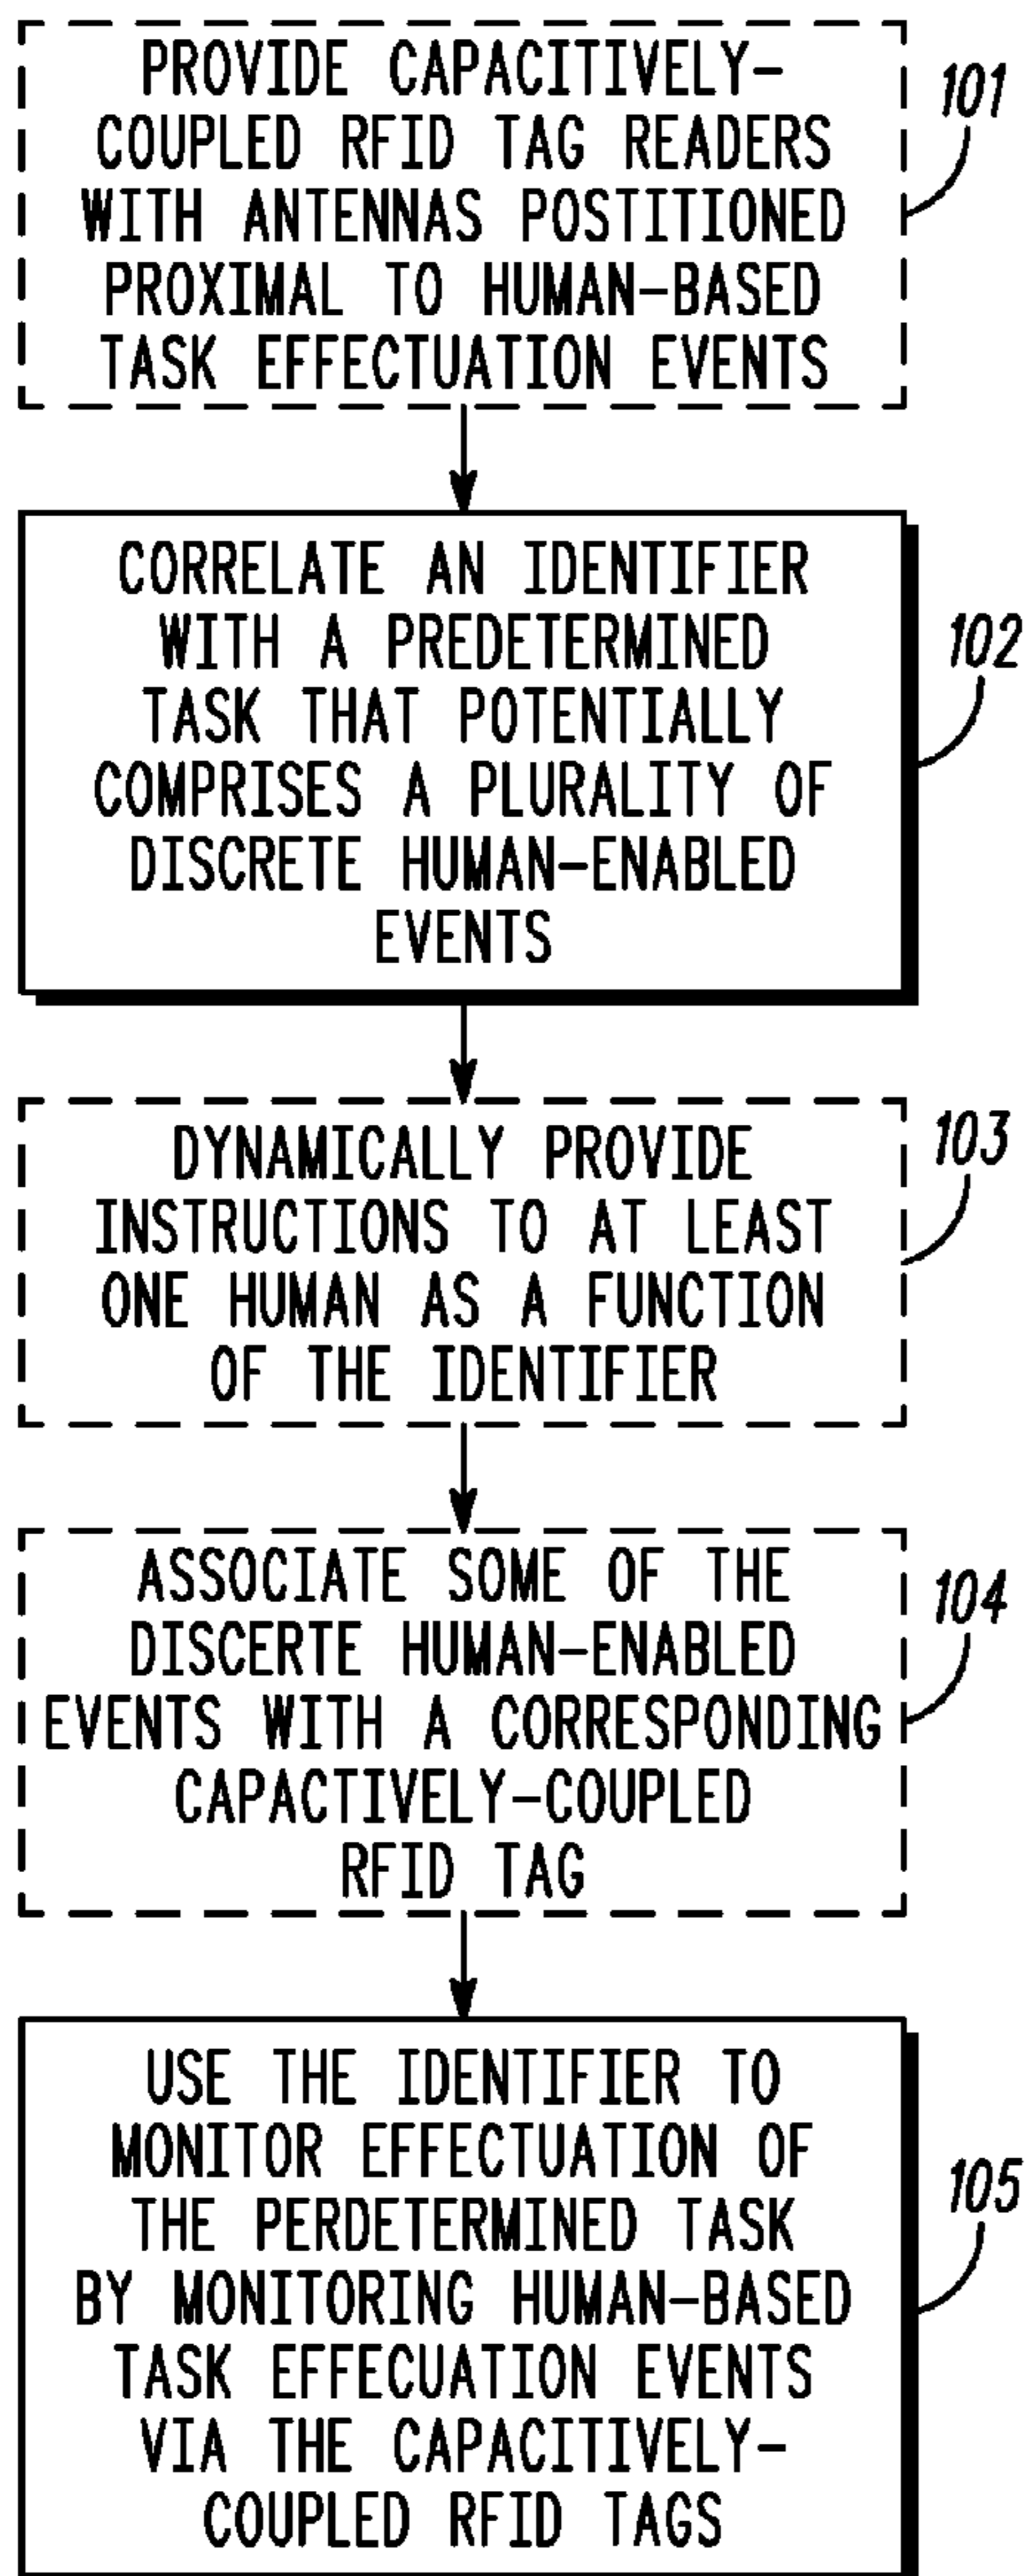 PROVIDE CAPACITIVELY-
COUPLED RFID TAG READERS
WITH ANTENNAS POSTITIONED
PROXIMAL TO HUMAN-BASED
TASK EFFECTUATION EVENTS
101
CORRELATE AN IDENTIFIER
WITH A PREDETERMINED
TASK THAT POTENTIALLY
COMPRISES A PLURALITY OF
DISCRETE HUMAN-ENABLED
EVENTS
102
DYNAMICALLY PROVIDE
INSTRUCTIONS TO AT LEAST
ONE HUMAN AS A FUNCTION
OF THE IDENTIFIER
103
ASSOCIATE SOME OF THE
DISCERTE HUMAN-ENABLED
EVENTS WITH A CORRESPONDING
CAPACTIVELY-COUPLED
RFID TAG
104
USE THE IDENTIFIER TO
MONITOR EFFECTUATION OF
THE PERDETERMINED TASK
BY MONITORING HUMAN-BASED
TASK EFFECUATION EVENTS
VIA THE CAPACITIVELY-
COUPLED RFID TAGS
105